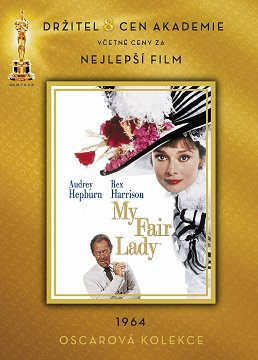 DRŽITEL 8 CEN AKADEMIE
VČETNĚ CENY ZA
NEJLEPŠÍ FILM
Audrey Hepburn
Rex Harrison
My
Fair
Lady
1964
OSCAROVÁ KOLEKCE